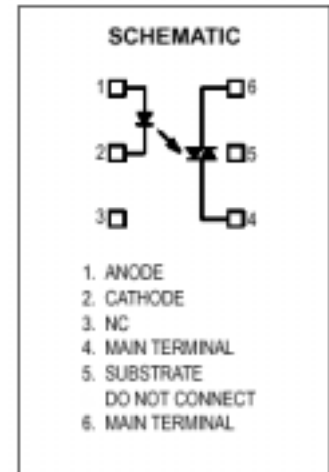 SCHEMATIC
1 6
2 5
3 4
1. ANODE
2. CATHODE
3. NC
4. MAIN TERMINAL
5. SUBSTRATE
DO NOT CONNECT
6. MAIN TERMINAL